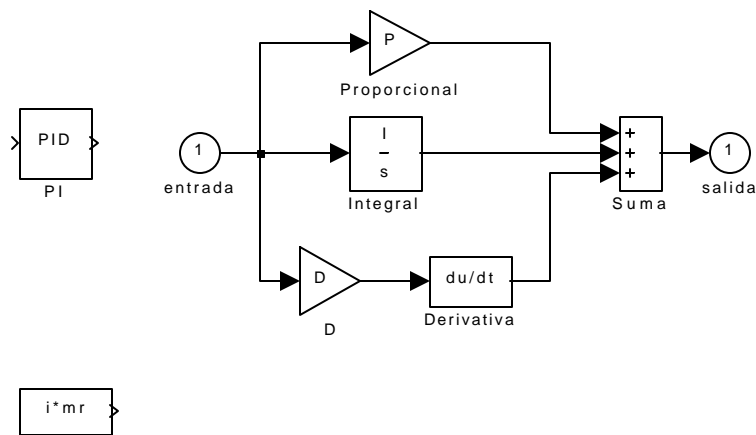 P
Proporcional
PID
PI
1
entrada
I
s
Integral
+
+
+
Suma
1
salida
D
D
du/dt
Derivativa
i*mr